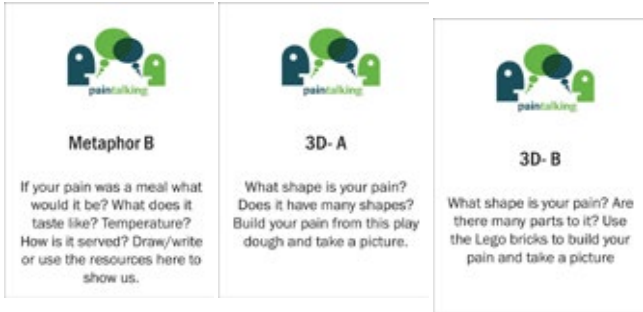 paintalking
Metaphor B
If your pain was a meal what
would it be? What does it
taste like? Temperature?
How is it served? Draw/write
or use the resources here to
show us.
paintalking
3D- A
What shape is your pain?
Does it have many shapes?
Build your pain from this play
dough and take a picture.
paintalking
3D- B
What shape is your pain? Are
there many parts to it? Use
the Lego bricks to build your
pain and take a picture